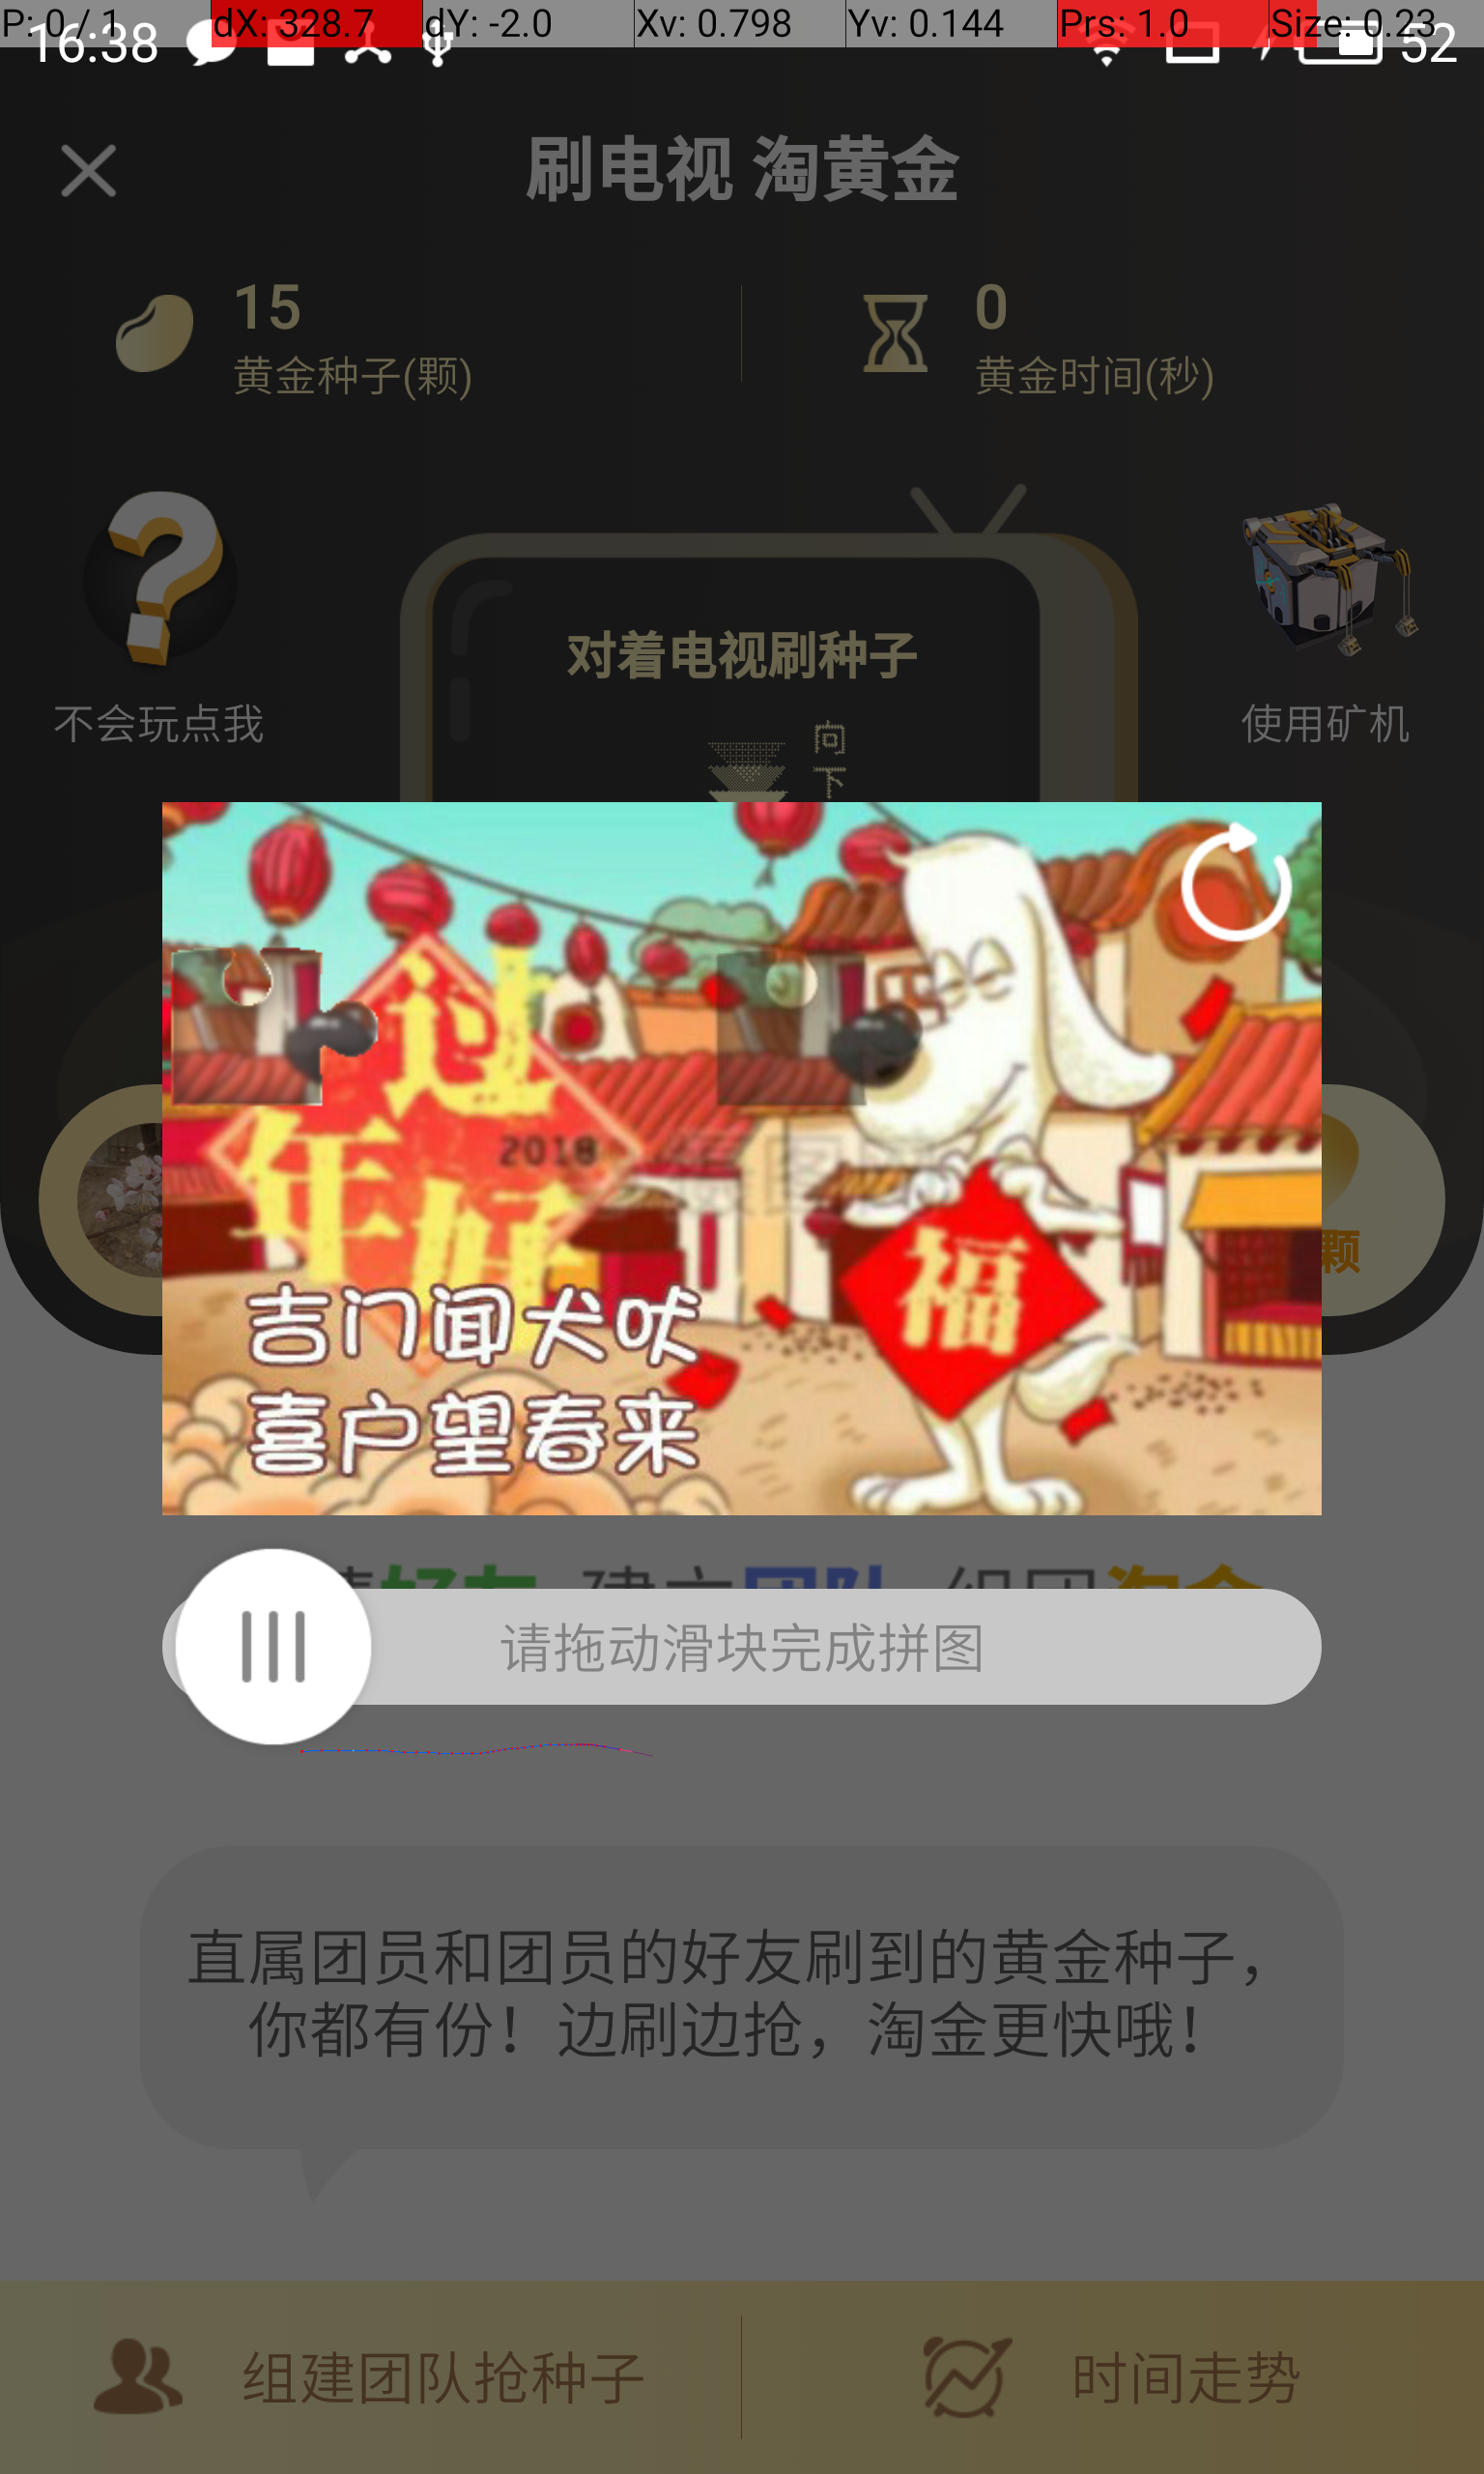 P: 0 / 1 dX: 328.7 dY: -2.0 Xv: 0.798 Yv: 0.144 Prs: 1.0 Size: 0.23
16:38 52
刷电视 淘黄金
15
黄金种子(颗)
0
黄金时间(秒)
对着电视刷种子
不会玩点我
使用矿机
向下
过年好
2018
福
颗
吉门闻犬吠
喜户望春来
请拖动滑块完成拼图
直属团员和团员的好友刷到的黄金种子，
你都有份！边刷边抢，淘金更快哦！
组建团队抢种子
时间走势